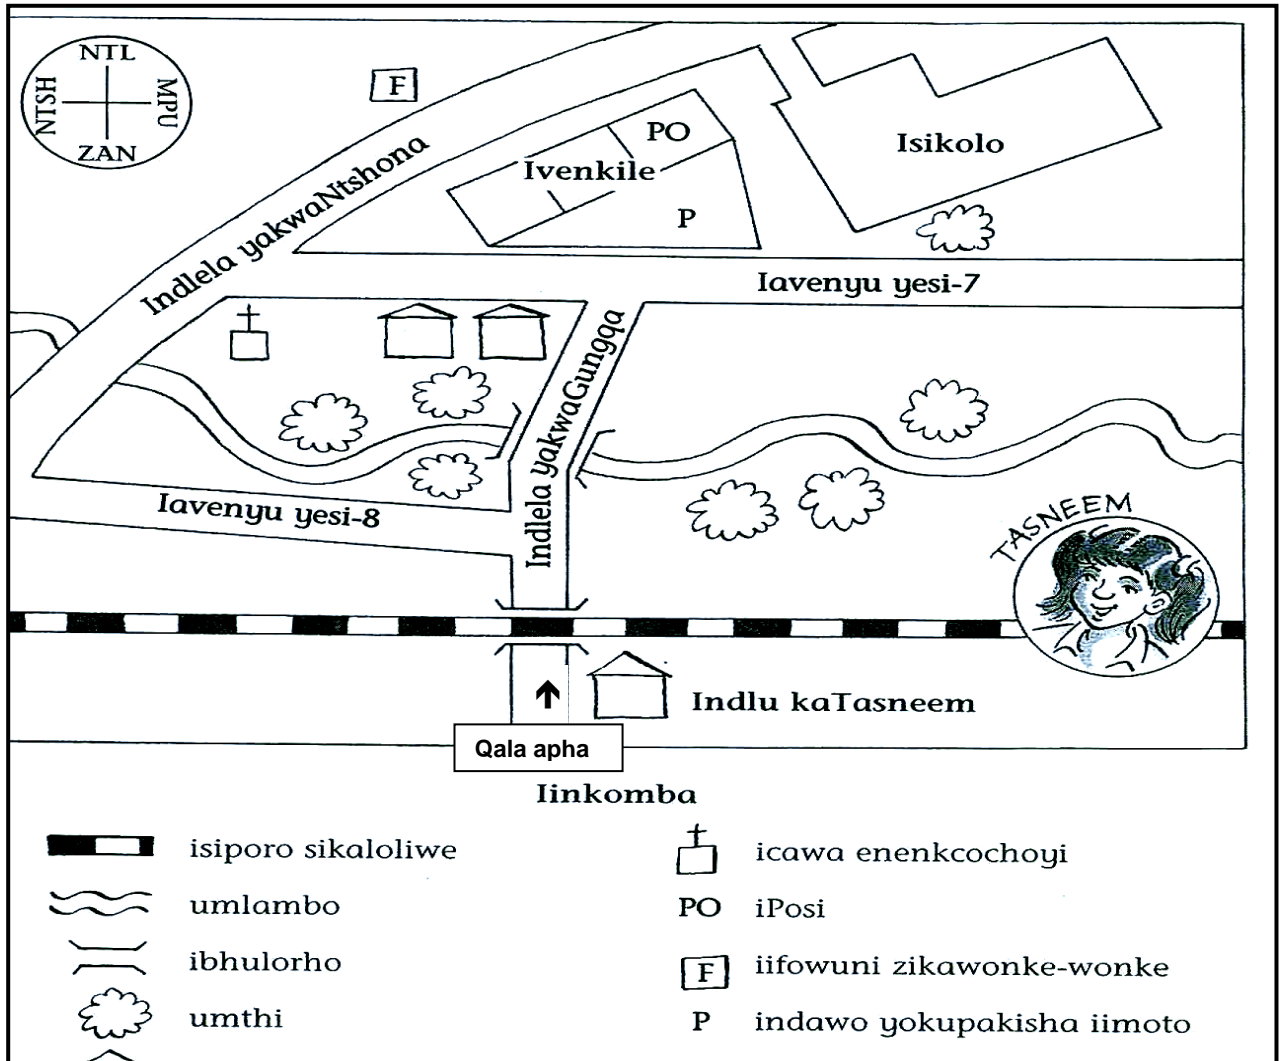 NTL
NTSH
MPU
ZAN
F
PO
Ivenkile
P
Isikolo
Indlela yakwaNtshona
Iavenyu yesi-7
Indlela yakwaGungqa
Iavenyu yesi-8
TASNEEM
Indlu kaTasneem
Qala apha
Iinkomba
isiporo sikaloliwe
umlambo
ibhulorho
umthi
icawa enenkcochoyi
PO iPosi
F iifowuni zikawonke-wonke
P indawo yokupakisha iimoto